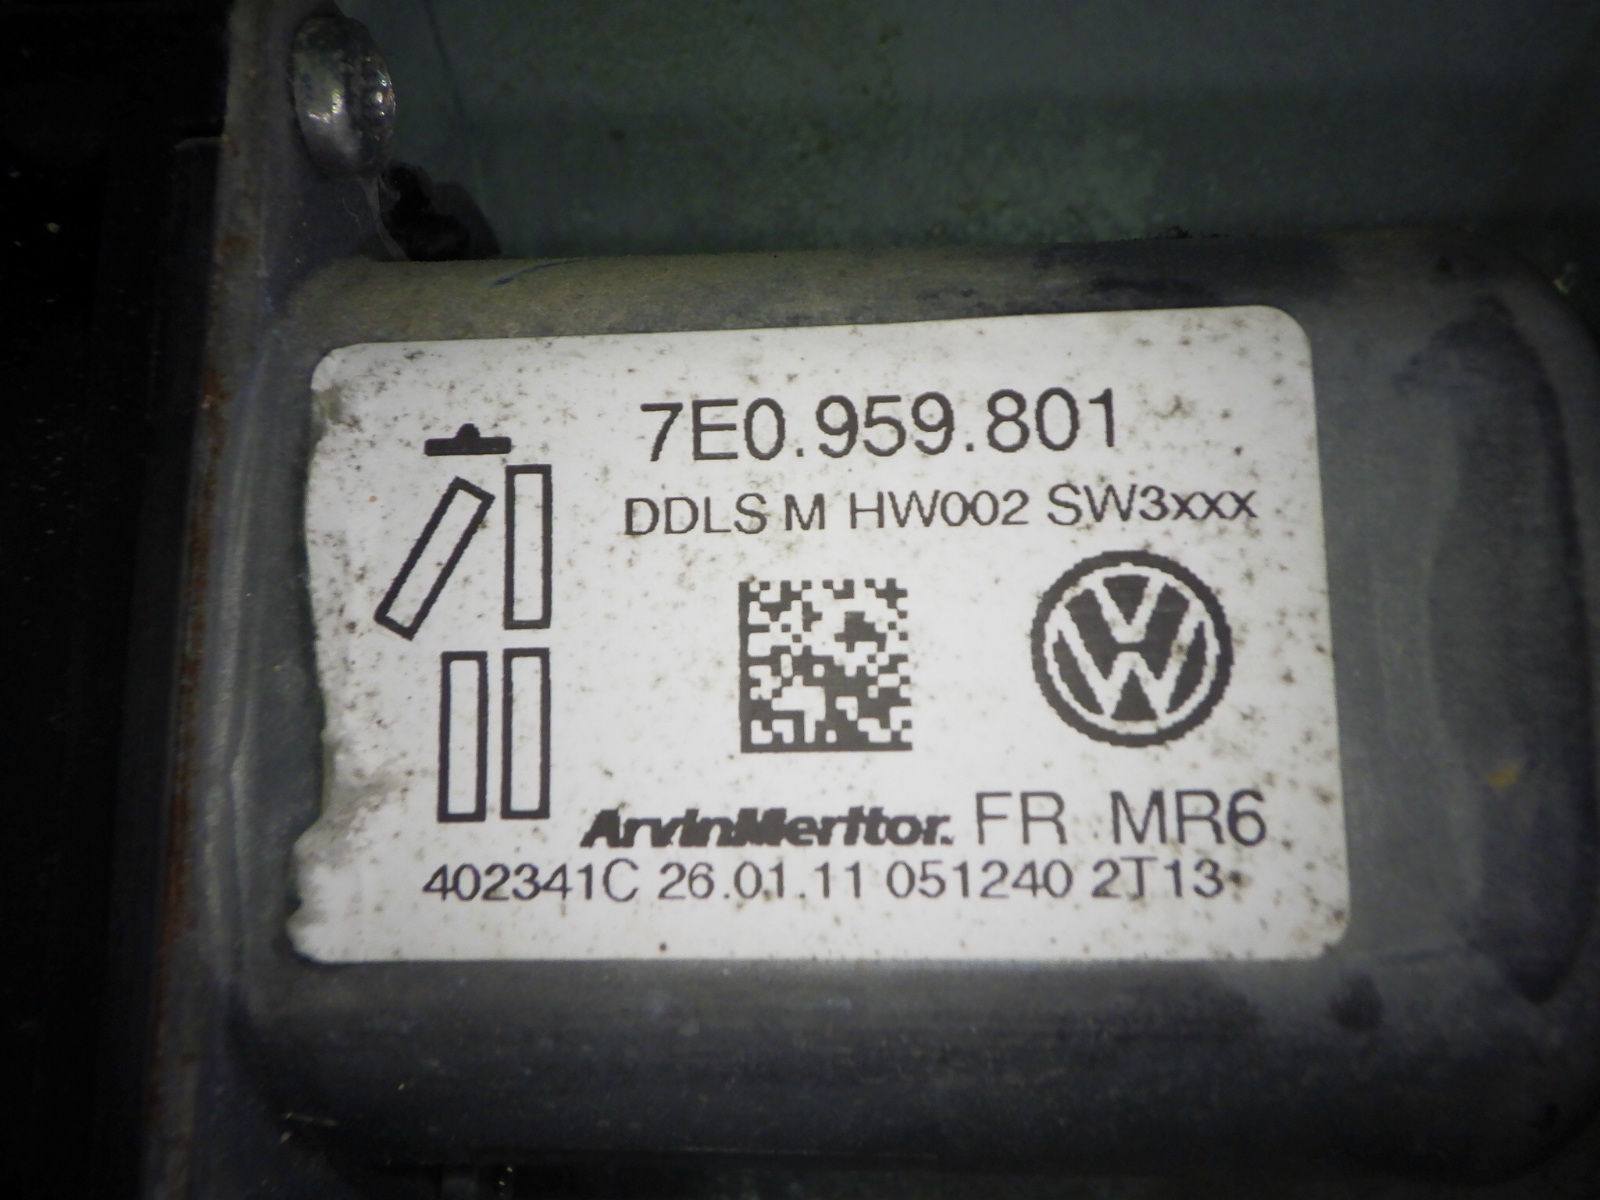 7E0.959.801
DDLS M HW002 SW3xxx
ArvinMeritor. FR MR6
402341C 26.01.11 051240 2T13